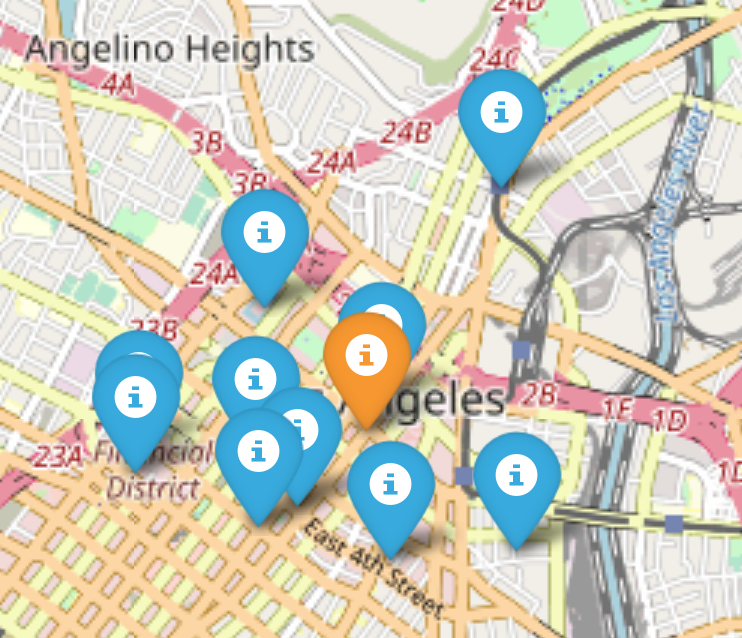 24D
Angelino Heights
24C
4A
24B
3B
24A
3B
Los Angeles River
24A
23B
2B
1E
1D
Angeles
23A
Financial
District
1D
East 4th Street